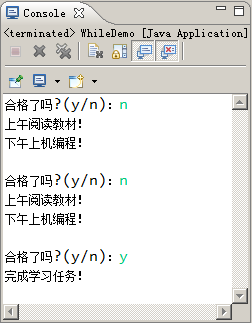 Console
<terminated> WhileDemo [Java Application]
合格了吗?(y/n): n
上午阅读教材!
下午上机编程!
合格了吗?(y/n): n
上午阅读教材!
下午上机编程!
合格了吗?(y/n): y
完成学习任务!